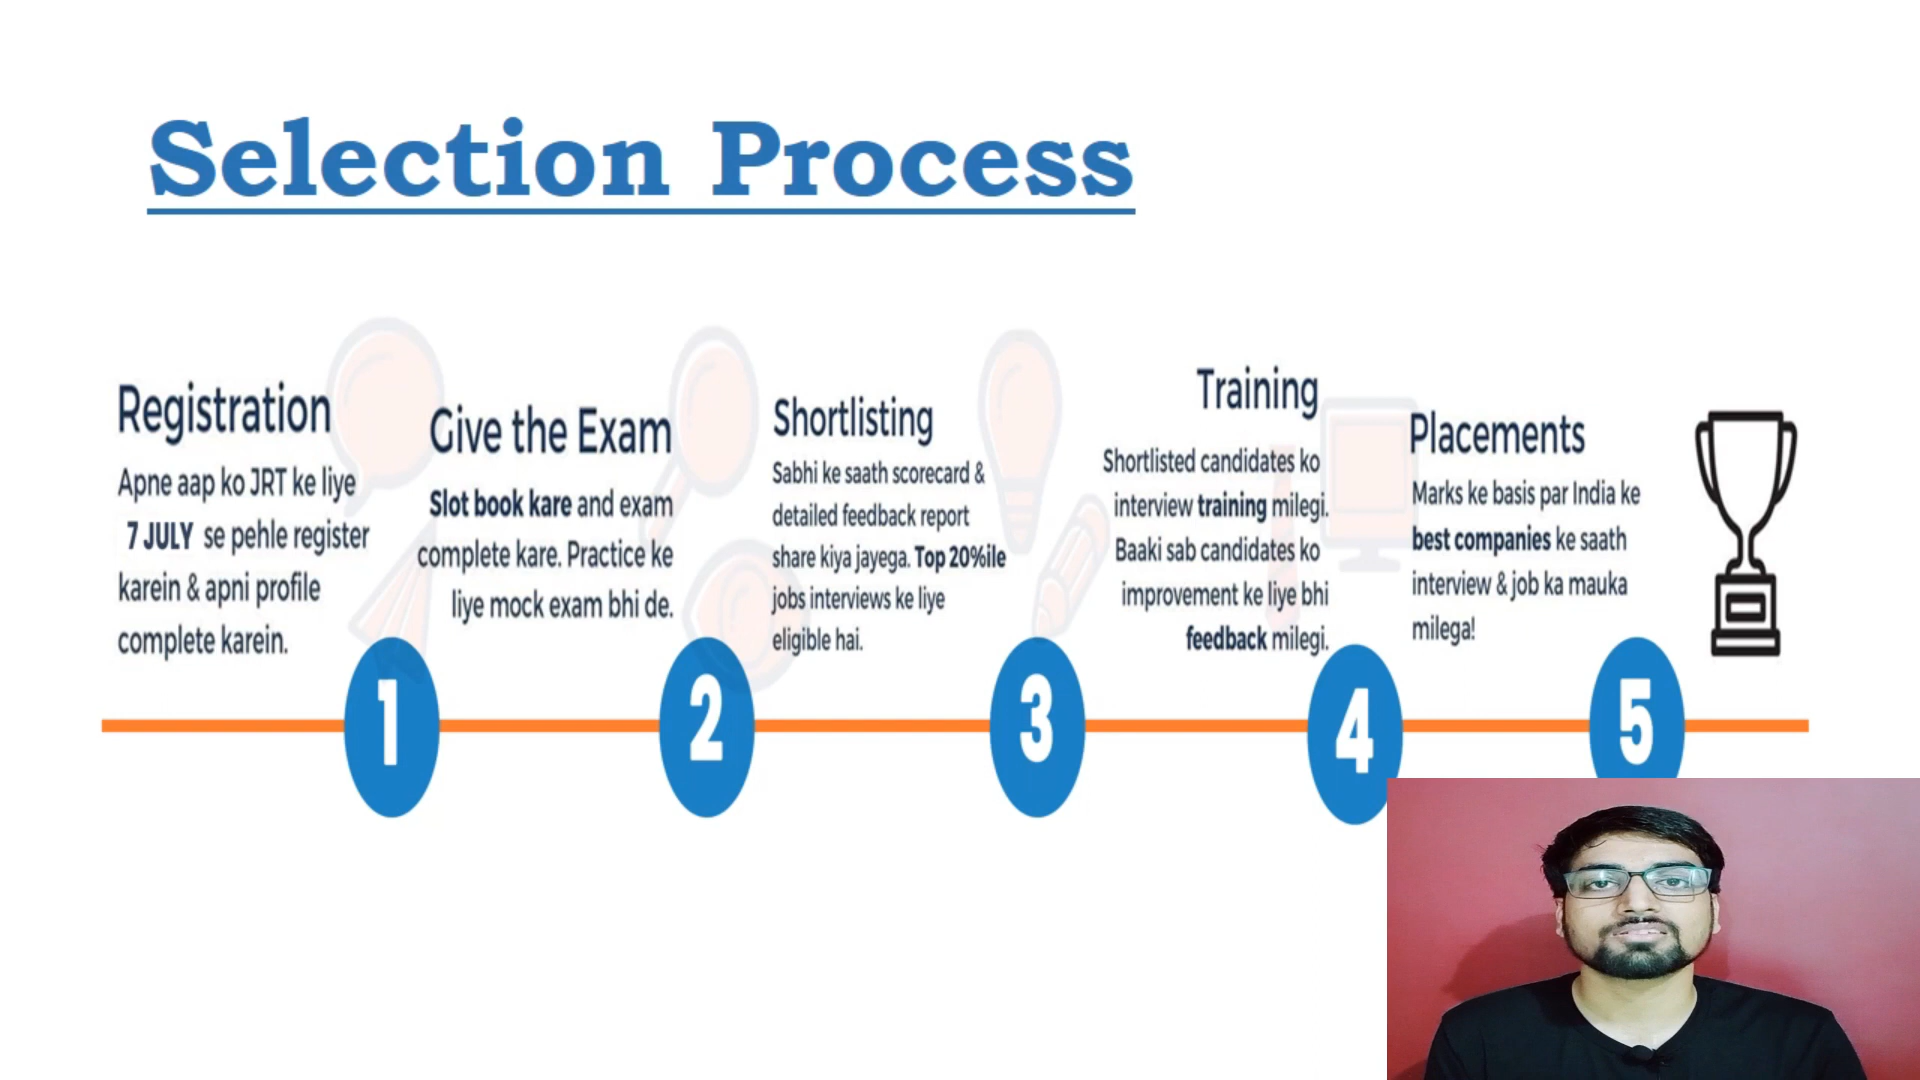 Selection Process
Registration
Apne aap ko JRT ke liye
7 JULY se pehle register
karein & apni profile
complete karein.
1
Give the Exam
Slot book kare and exam
complete kare. Practice ke
liye mock exam bhi de.
2
Shortlisting
Sabhi ke saath scorecard &
detailed feedback report
share kiya jayega. Top 20%ile
jobs interviews ke liye
eligible hai.
3
Training
Shortlisted candidates ko
interview training milegi.
Baaki sab candidates ko
improvement ke liye bhi
feedback milegi.
4
Placements
Marks ke basis par India ke
best companies ke saath
interview & job ka mauka
milega!
5